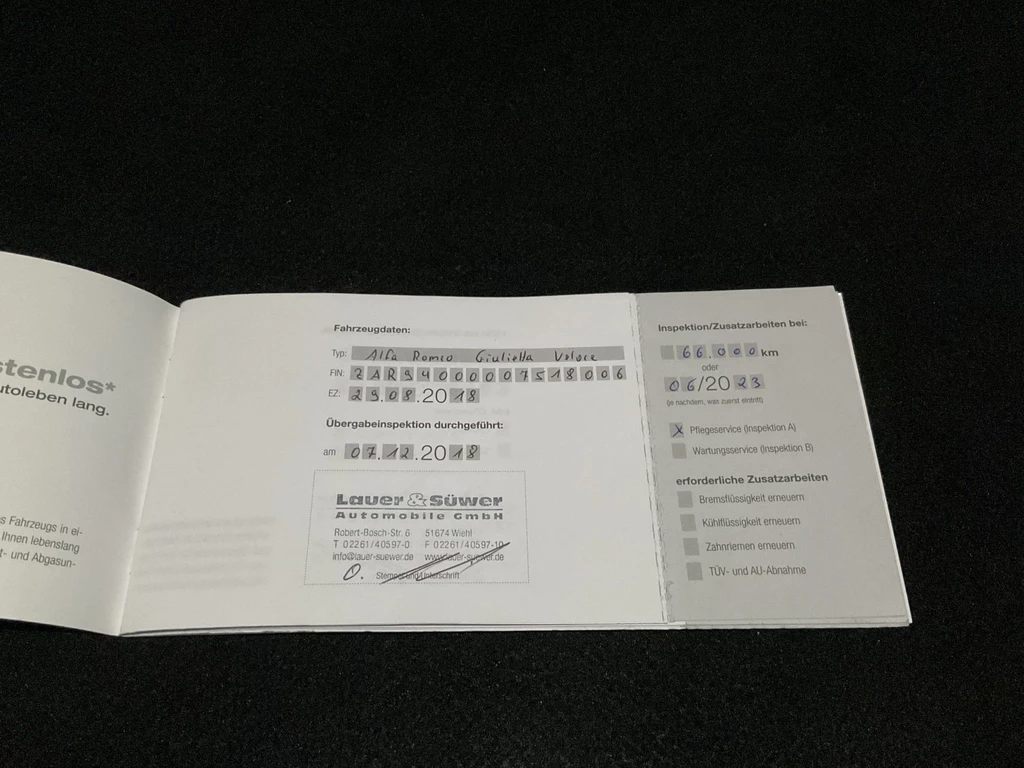 stenlos*
utoleben lang.
s Fahrzeugs in ei-
Ihnen lebenslang
t- und Abgasun-
Fahrzeugdaten:
Typ: Alfa Romeo Giulietta Veloce
FIN: ZAR94000007518006
EZ: 29.08.2018
Übergabeinspektion durchgeführt:
am 07.12.2018
Lauer & Süwer
Automobile GmbH
Robert-Bosch-Str. 6 51674 Wiehl
T 02261/40597-0 F 02261/40597-10
info@lauer-suewer.de www.lauer-suewer.de
Stempel und Unterschrift
Inspektion/Zusatzarbeiten bei:
66.000 km
oder
06/2023
(je nachdem, was zuerst eintritt)
X Pflegeservice (Inspektion A)
Wartungsservice (Inspektion B)
erforderliche Zusatzarbeiten
Bremsflüssigkeit erneuern
Kühlflüssigkeit erneuern
Zahnriemen erneuern
TÜV- und AU-Abnahme